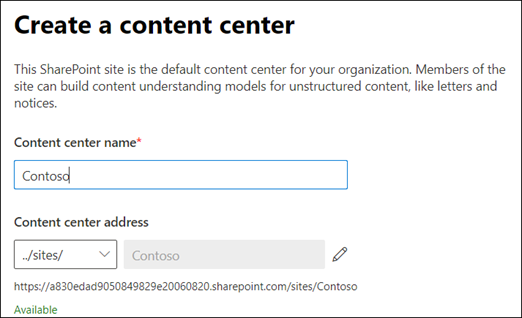 Create a content center
This SharePoint site is the default content center for your organization. Members of the
site can build content understanding models for unstructured content, like letters and
notices.
Content center name*
Contoso
Content center address
../sites/ Contoso
https://a830edad9050849829e20060820.sharepoint.com/sites/Contoso
Available